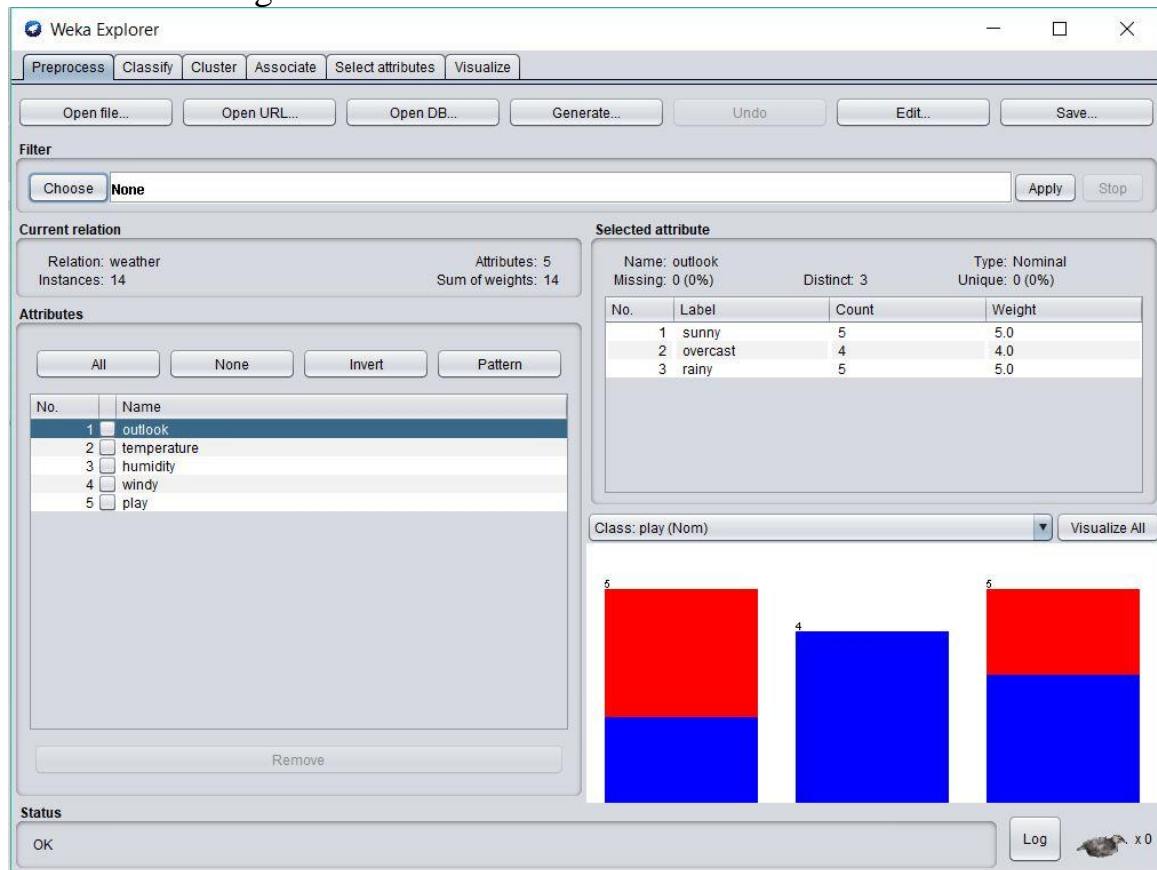 Weka Explorer
Preprocess Classify Cluster Associate Select attributes Visualize
Open file... Open URL... Open DB... Generate... Undo Edit... Save...
Filter
Choose None Apply Stop
Current relation
Relation: weather Attributes: 5
Instances: 14 Sum of weights: 14
Attributes
All None Invert Pattern
No. Name
1 outlook
2 temperature
3 humidity
4 windy
5 play
Remove
Selected attribute
Name: outlook Type: Nominal
Missing: 0 (0%) Distinct: 3 Unique: 0 (0%)
No. Label Count Weight
1 sunny 5 5.0
2 overcast 4 4.0
3 rainy 5 5.0
Class: play (Nom) Visualize All
5 4 5
Status
OK Log x 0